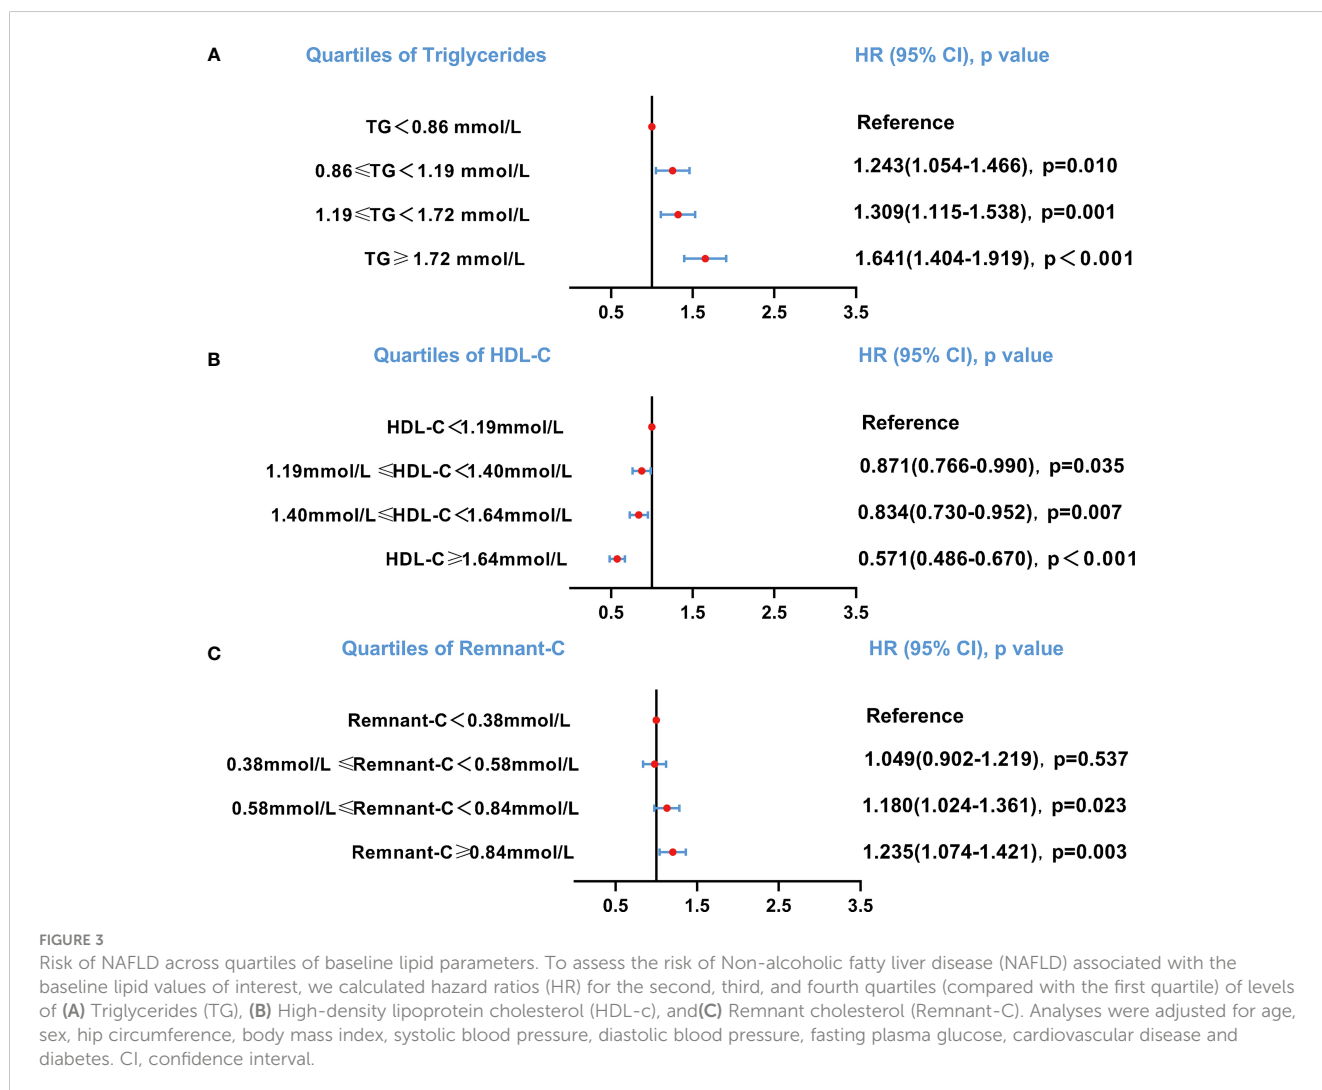 A Quartiles of Triglycerides HR (95% CI), p value
TG<0.86 mmol/L Reference
0.86⩽TG<1.19 mmol/L 1.243(1.054-1.466), p=0.010
1.19⩽TG<1.72 mmol/L 1.309(1.115-1.538), p=0.001
TG⩾1.72 mmol/L 1.641(1.404-1.919), p<0.001
0.5 1.5 2.5 3.5
B Quartiles of HDL-C HR (95% CI), p value
HDL-C<1.19mmol/L Reference
1.19mmol/L ⩽HDL-C<1.40mmol/L 0.871(0.766-0.990), p=0.035
1.40mmol/L⩽HDL-C<1.64mmol/L 0.834(0.730-0.952), p=0.007
HDL-C⩾1.64mmol/L 0.571(0.486-0.670), p<0.001
0.5 1.5 2.5 3.5
C Quartiles of Remnant-C HR (95% CI), p value
Remnant-C<0.38mmol/L Reference
0.38mmol/L ⩽Remnant-C<0.58mmol/L 1.049(0.902-1.219), p=0.537
0.58mmol/L⩽Remnant-C<0.84mmol/L 1.180(1.024-1.361), p=0.023
Remnant-C⩾0.84mmol/L 1.235(1.074-1.421), p=0.003
0.5 1.5 2.5 3.5
FIGURE 3
Risk of NAFLD across quartiles of baseline lipid parameters. To assess the risk of Non-alcoholic fatty liver disease (NAFLD) associated with the
baseline lipid values of interest, we calculated hazard ratios (HR) for the second, third, and fourth quartiles (compared with the first quartile) of levels
of (A) Triglycerides (TG), (B) High-density lipoprotein cholesterol (HDL-c), and(C) Remnant cholesterol (Remnant-C). Analyses were adjusted for age,
sex, hip circumference, body mass index, systolic blood pressure, diastolic blood pressure, fasting plasma glucose, cardiovascular disease and
diabetes. CI, confidence interval.